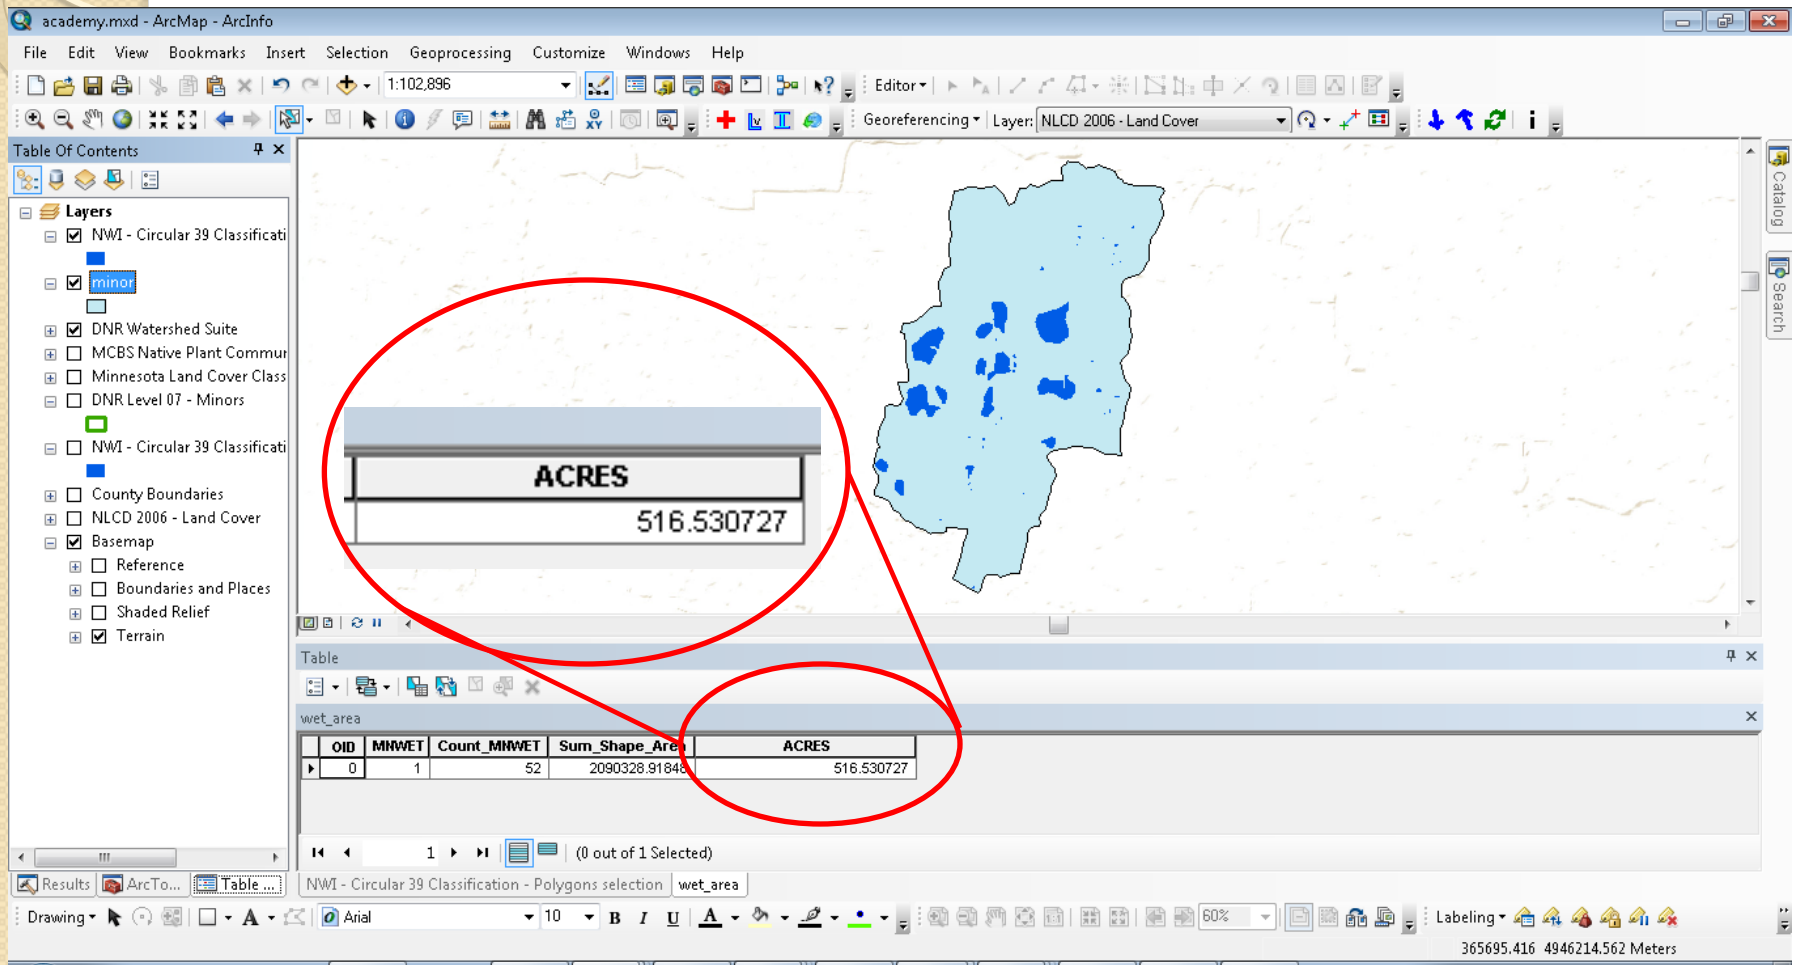 academy.mxd - ArcMap - ArcInfo
File Edit View Bookmarks Insert Selection Geoprocessing Customize Windows Help
1:102,896
Editor
Georeferencing Layer: NLCD 2006 - Land Cover
Table Of Contents
Layers
NWI - Circular 39 Classificati
minor
DNR Watershed Suite
MCBS Native Plant Commur
Minnesota Land Cover Class
DNR Level 07 - Minors
NWI - Circular 39 Classificati
County Boundaries
NLCD 2006 - Land Cover
Basemap
Reference
Boundaries and Places
Shaded Relief
Terrain
Catalog
Search
ACRES
516.530727
Table
wet_area
OID MNWET Count_MNWET Sum_Shape_Area ACRES
0 1 52 2090328.91848 516.530727
1 (0 out of 1 Selected)
Results ArcTo... Table ... NWI - Circular 39 Classification - Polygons selection wet_area
Drawing A Arial 10 B I U A 60% Labeling
365695.416 4946214.562 Meters